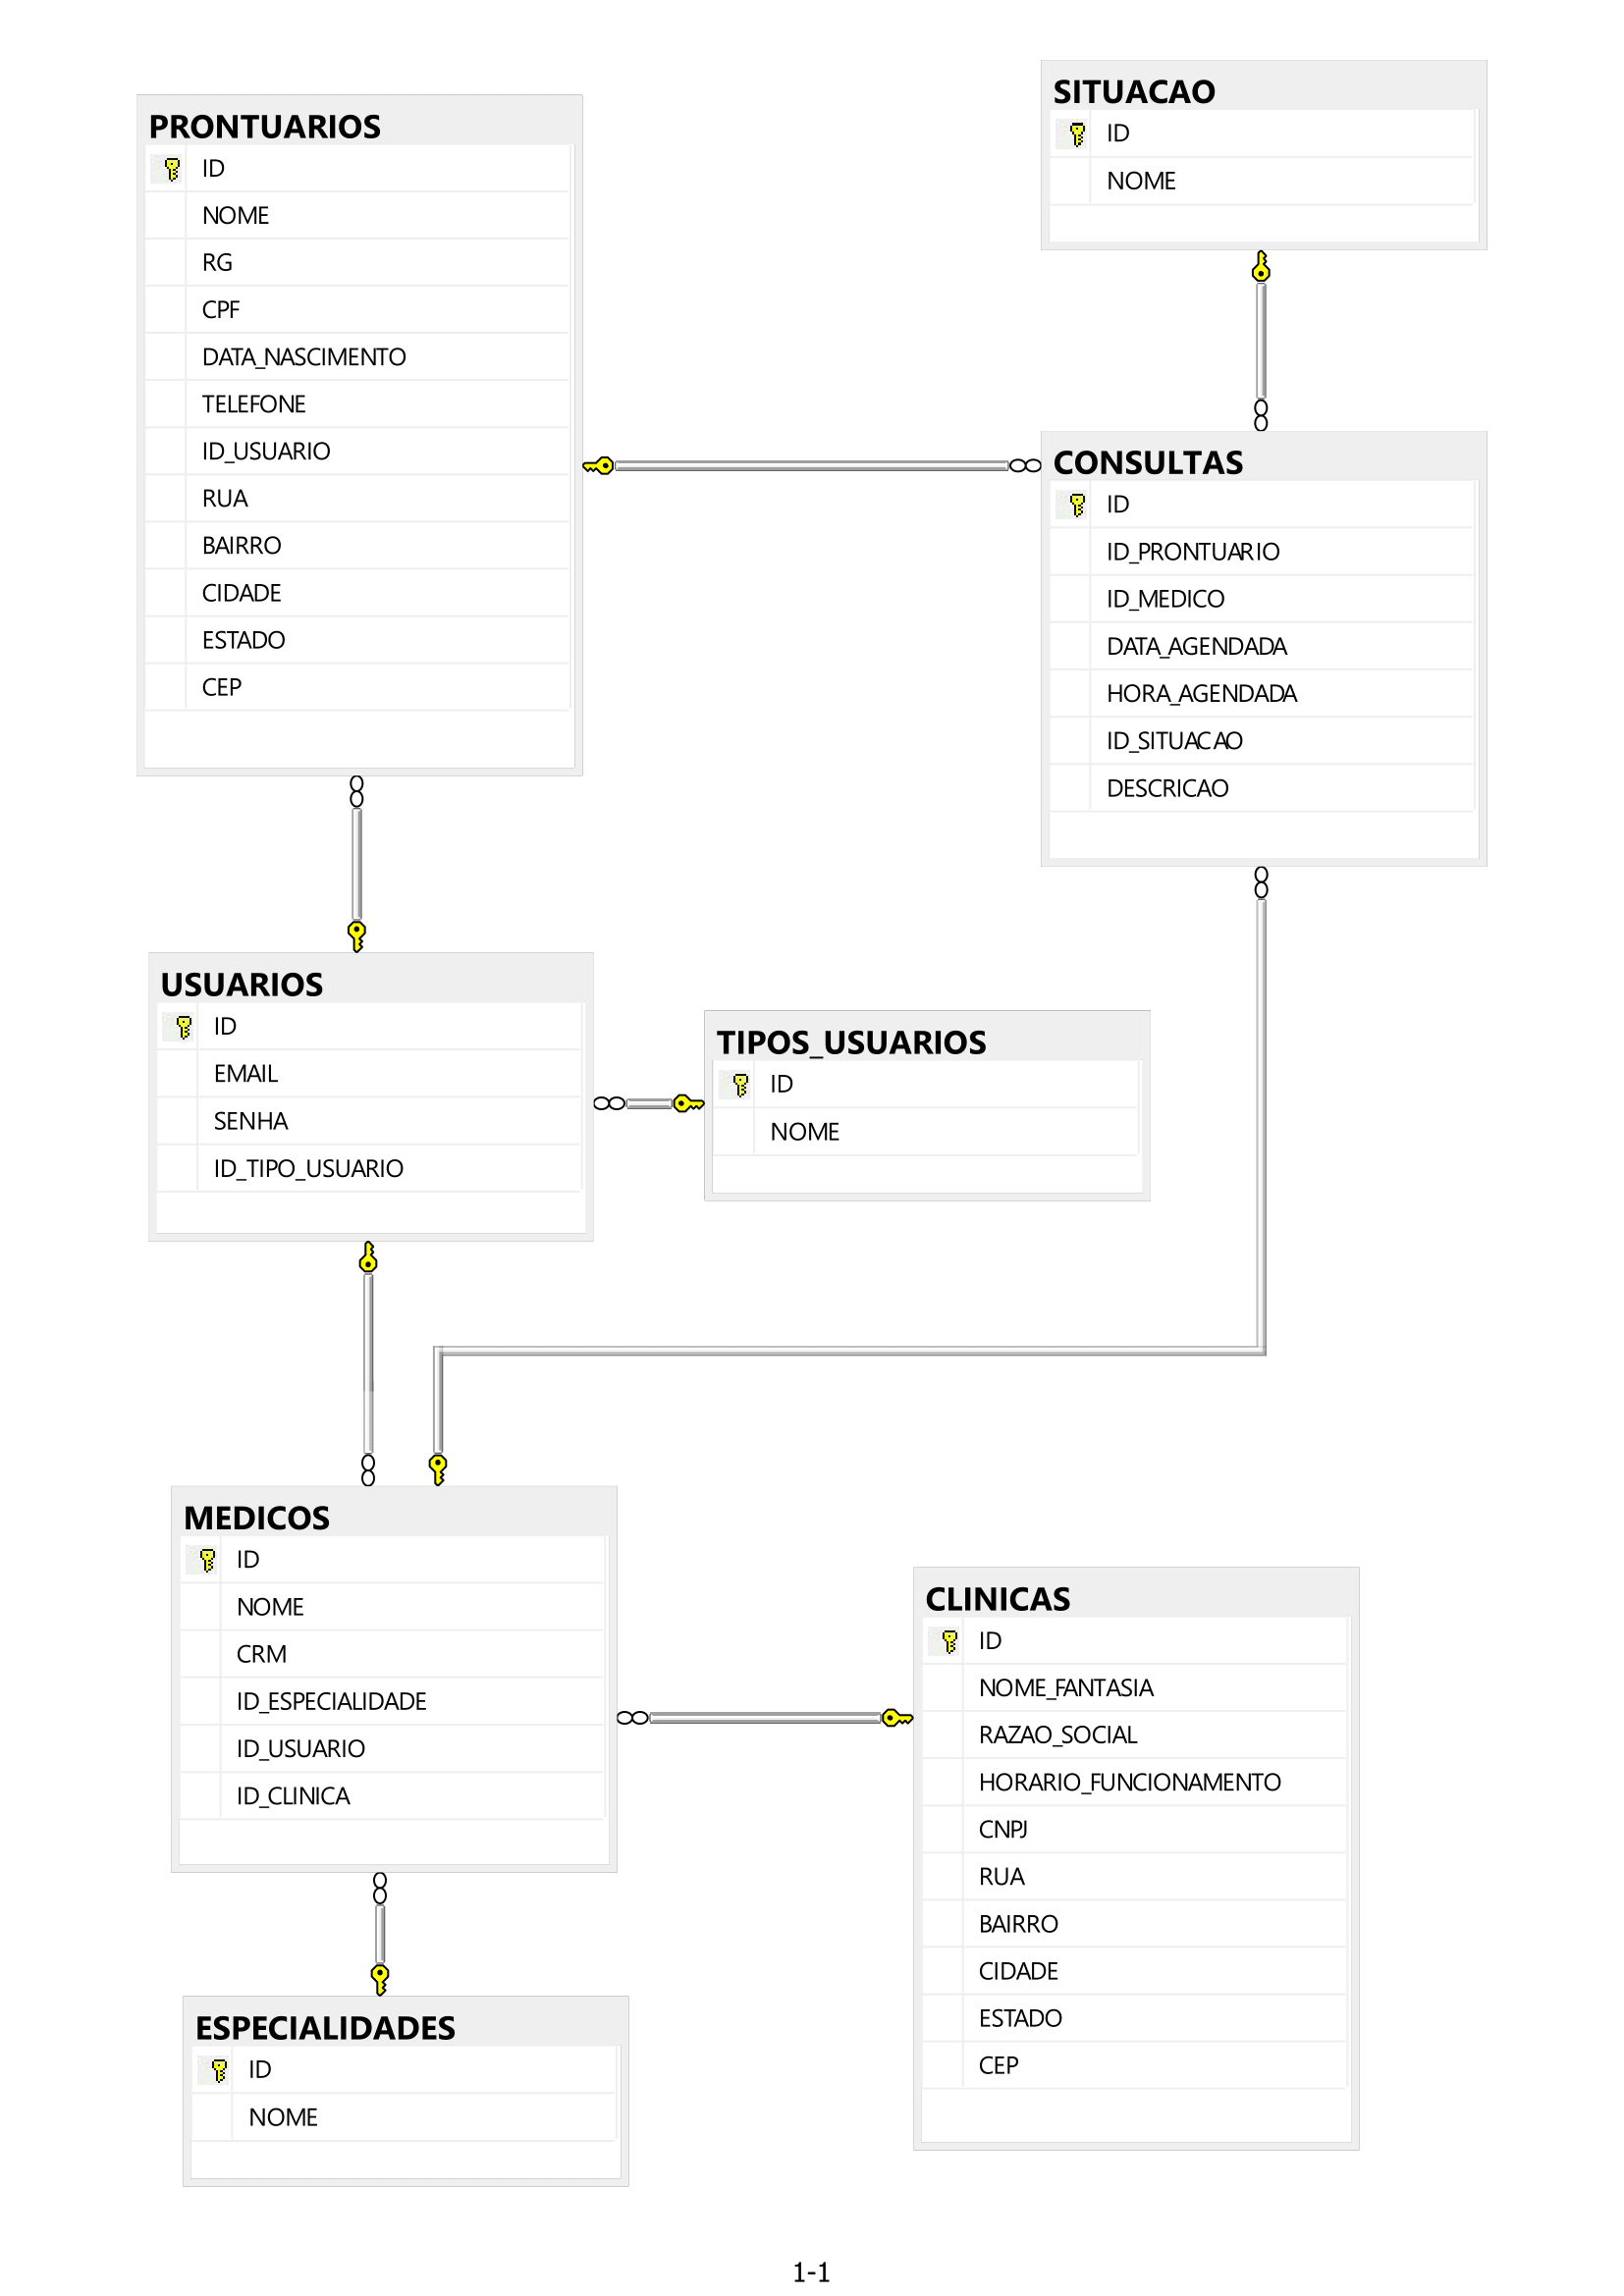 PRONTUARIOS
ID
NOME
RG
CPF
DATA_NASCIMENTO
TELEFONE
ID_USUARIO
RUA
BAIRRO
CIDADE
ESTADO
CEP
SITUACAO
ID
NOME
CONSULTAS
ID
ID_PRONTUARIO
ID_MEDICO
DATA_AGENDADA
HORA_AGENDADA
ID_SITUACAO
DESCRICAO
USUARIOS
ID
EMAIL
SENHA
ID_TIPO_USUARIO
TIPOS_USUARIOS
ID
NOME
MEDICOS
ID
NOME
CRM
ID_ESPECIALIDADE
ID_USUARIO
ID_CLINICA
CLINICAS
ID
NOME_FANTASIA
RAZAO_SOCIAL
HORARIO_FUNCIONAMENTO
CNPJ
RUA
BAIRRO
CIDADE
ESTADO
CEP
ESPECIALIDADES
ID
NOME
1-1